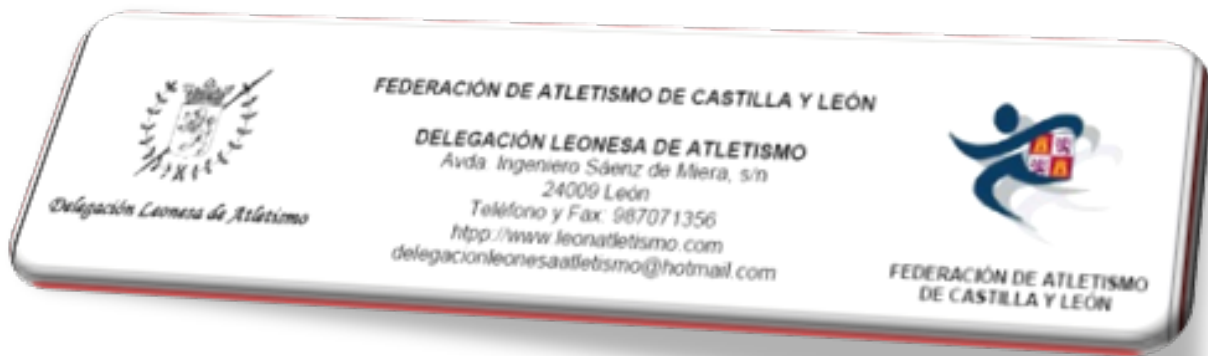 FEDERACIÓN DE ATLETISMO DE CASTILLA Y LEÓN
DELEGACIÓN LEONESA DE ATLETISMO
Avda. Ingeniero Sáenz de Miera, s/n
24009 León
Teléfono y Fax: 987071356
htpp://www.leonatletismo.com
delegacionleonesaatletismo@hotmail.com
Delegación Leonesa de Atletismo
FEDERACIÓN DE ATLETISMO
DE CASTILLA Y LEÓN